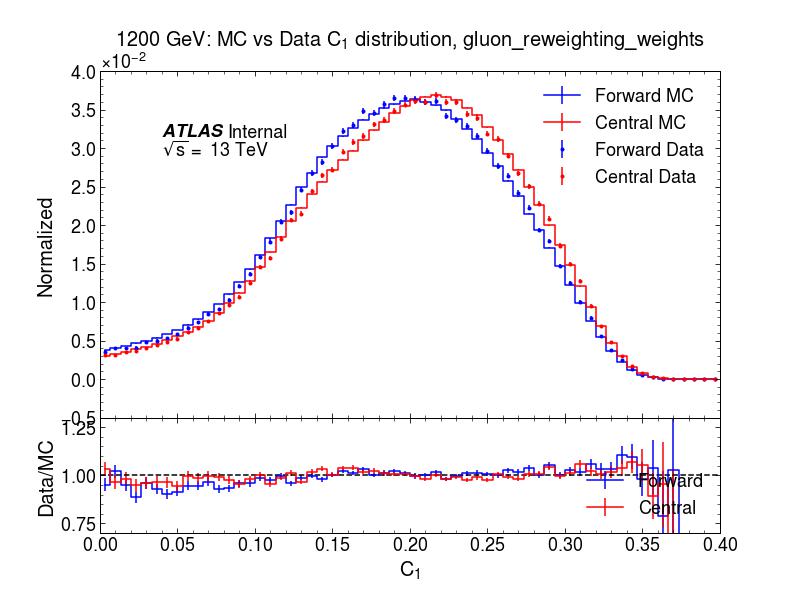 1200 GeV: MC vs Data C₁ distribution, gluon_reweighting_weights
×10⁻²
4.0
3.5
3.0
2.5
2.0
1.5
1.0
0.5
0.0
−0.5
Normalized
ATLAS Internal
√s = 13 TeV
Forward MC
Central MC
Forward Data
Central Data
1.25
1.00
0.75
Data/MC
Forward
Central
0.00 0.05 0.10 0.15 0.20 0.25 0.30 0.35 0.40
C₁